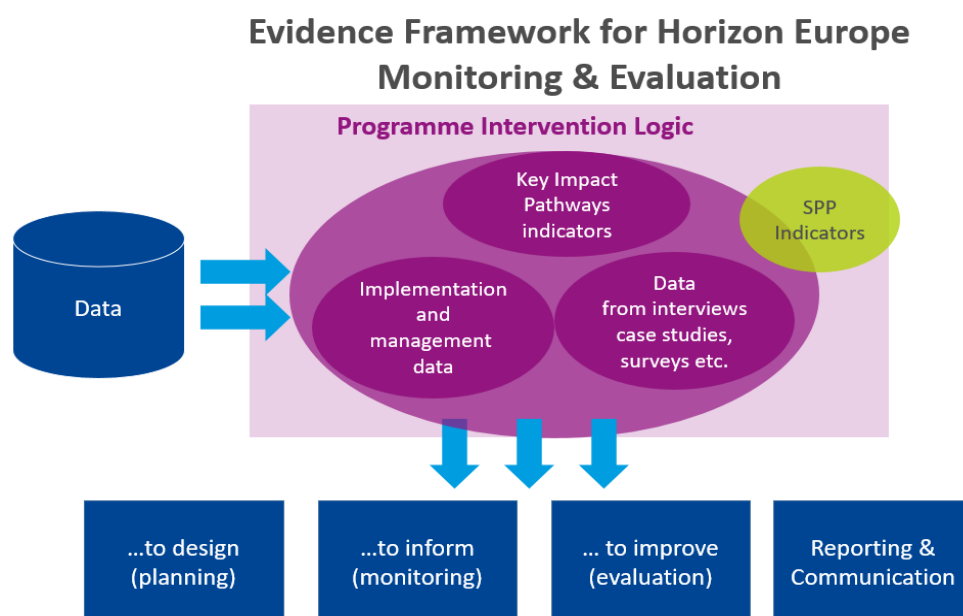 Evidence Framework for Horizon Europe
Monitoring & Evaluation
Programme Intervention Logic
Key Impact
Pathways
indicators
SPP
Indicators
Data
Implementation
and
management
data
Data
from interviews
case studies,
surveys etc.
...to design
(planning)
...to inform
(monitoring)
... to improve
(evaluation)
Reporting &
Communication